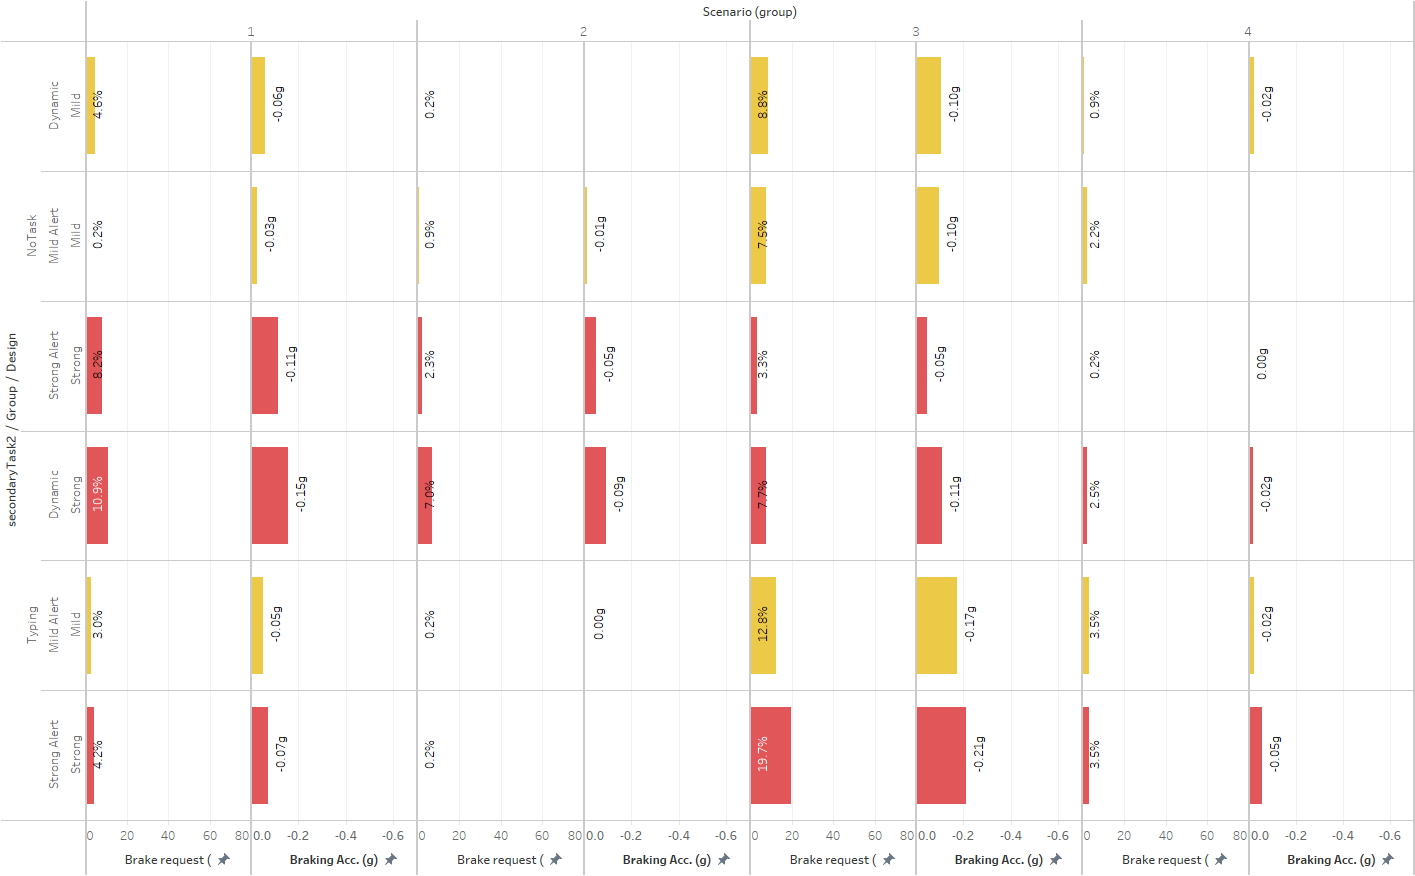 Scenario (group)
1 2 3 4
secondaryTask2 / Group / Design
NoTask
Dynamic
Mild
4.6% -0.06g 0.2% 8.8% -0.10g 0.9% -0.02g
Mild Alert
Mild
0.2% -0.03g 0.9% -0.01g 7.5% -0.10g 2.2%
Strong Alert
Strong
8.2% -0.11g 2.3% -0.05g 3.3% -0.05g 0.2% 0.00g
Typing
Dynamic
Strong
10.9% -0.15g 7.0% -0.09g 7.7% -0.11g 2.5% -0.02g
Mild Alert
Mild
3.0% -0.05g 0.2% 0.00g 12.8% -0.17g 3.5% -0.02g
Strong Alert
Strong
4.2% -0.07g 0.2% 19.7% -0.21g 3.5% -0.05g
0 20 40 60 80 0.0 -0.2 -0.4 -0.6 0 20 40 60 80 0.0 -0.2 -0.4 -0.6 0 20 40 60 80 0.0 -0.2 -0.4 -0.6 0 20 40 60 80 0.0 -0.2 -0.4 -0.6
Brake request ( Braking Acc. (g) Brake request ( Braking Acc. (g) Brake request ( Braking Acc. (g) Brake request ( Braking Acc. (g)